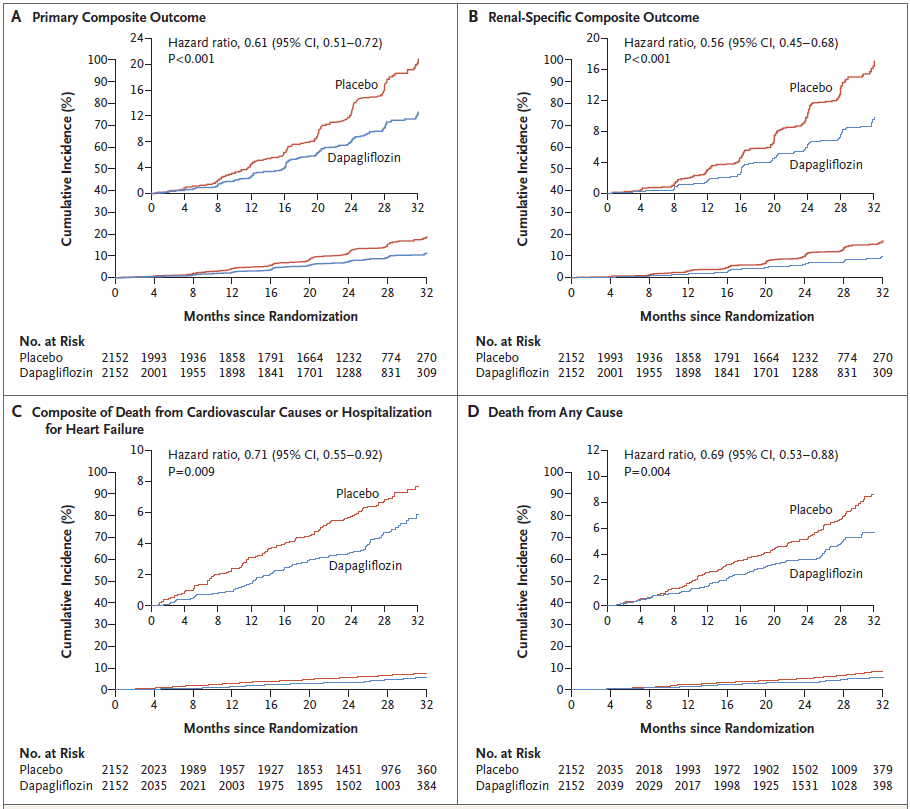 A Primary Composite Outcome
Hazard ratio, 0.61 (95% CI, 0.51–0.72)
P<0.001
Placebo
Dapagliflozin
24
20
16
12
8
4
0
0 4 8 12 16 20 24 28 32
Cumulative Incidence (%)
100
90
80
70
60
50
40
30
20
10
0
0 4 8 12 16 20 24 28 32
Months since Randomization
No. at Risk
Placebo 2152 1993 1936 1858 1791 1664 1232 774 270
Dapagliflozin 2152 2001 1955 1898 1841 1701 1288 831 309
B Renal-Specific Composite Outcome
Hazard ratio, 0.56 (95% CI, 0.45–0.68)
P<0.001
Placebo
Dapagliflozin
20
16
12
8
4
0
0 4 8 12 16 20 24 28 32
Cumulative Incidence (%)
100
90
80
70
60
50
40
30
20
10
0
0 4 8 12 16 20 24 28 32
Months since Randomization
No. at Risk
Placebo 2152 1993 1936 1858 1791 1664 1232 774 270
Dapagliflozin 2152 2001 1955 1898 1841 1701 1288 831 309
C Composite of Death from Cardiovascular Causes or Hospitalization
for Heart Failure
Hazard ratio, 0.71 (95% CI, 0.55–0.92)
P=0.009
Placebo
Dapagliflozin
10
8
6
4
2
0
0 4 8 12 16 20 24 28 32
Cumulative Incidence (%)
100
90
80
70
60
50
40
30
20
10
0
0 4 8 12 16 20 24 28 32
Months since Randomization
No. at Risk
Placebo 2152 2023 1989 1957 1927 1853 1451 976 360
Dapagliflozin 2152 2035 2021 2003 1975 1895 1502 1003 384
D Death from Any Cause
Hazard ratio, 0.69 (95% CI, 0.53–0.88)
P=0.004
Placebo
Dapagliflozin
12
10
8
6
4
2
0
0 4 8 12 16 20 24 28 32
Cumulative Incidence (%)
100
90
80
70
60
50
40
30
20
10
0
0 4 8 12 16 20 24 28 32
Months since Randomization
No. at Risk
Placebo 2152 2035 2018 1993 1972 1902 1502 1009 379
Dapagliflozin 2152 2039 2029 2017 1998 1925 1531 1028 398